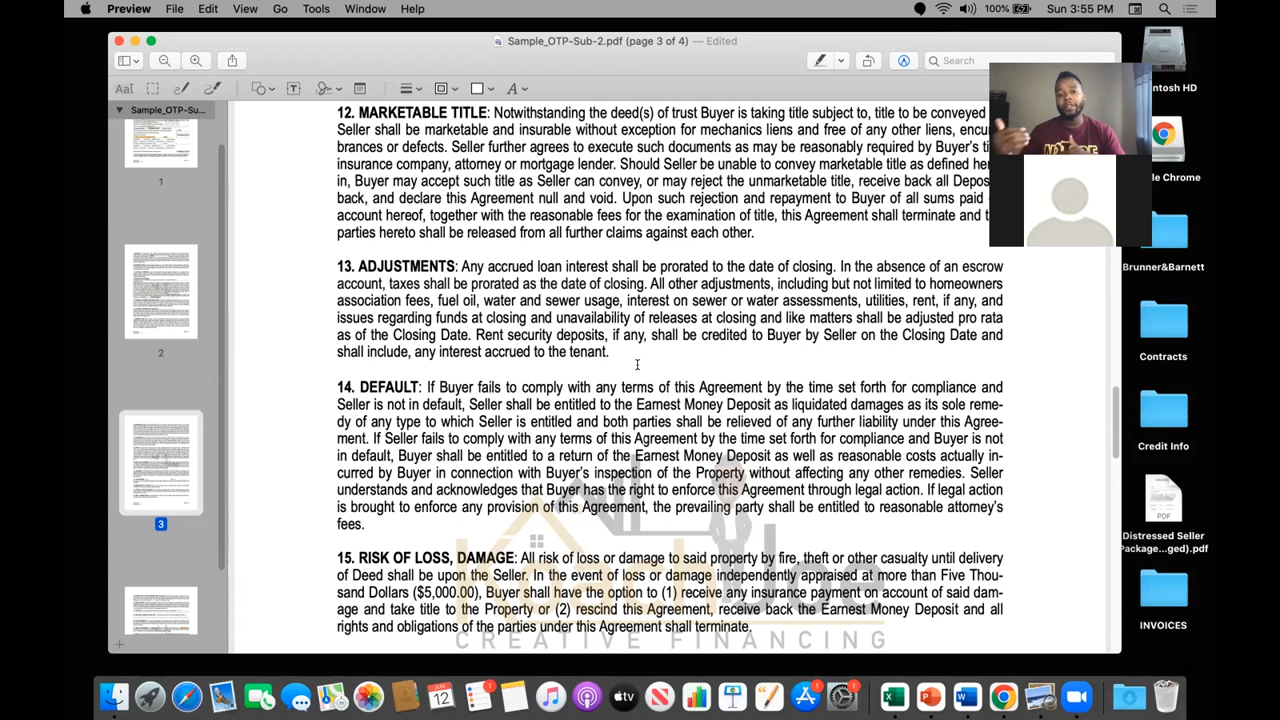 Preview File Edit View Go Tools Window Help
100% Sun 3:55 PM
Sample_OTP-Sub-2.pdf (page 3 of 4) — Edited
Search
Sample_OTP-Su...
1
2
3
12. MARKETABLE TITLE: Notwithstanding the deed(s) of trust Buyer is taking title subject to, title to be conveyed
Seller shall be marketable and insurable without exception for mechanics liens and free of any other liens, encum-
brances or defects. Seller further agrees to execute such documents as may be reasonably required by Buyer's ti
insurance company, attorney or mortgage lender. Should Seller be unable to convey marketable title as defined her
in, Buyer may accept such title as Seller can convey, or may reject the unmarketable title, receive back all Depos
back, and declare this Agreement null and void. Upon such rejection and repayment to Buyer of all sums paid
account hereof, together with the reasonable fees for the examination of title, this Agreement shall terminate and t
parties hereto shall be released from all further claims against each other.
13. ADJUSTMENTS: Any accrued loan interest shall be prorated to the date of closing. In the absence of an escrow
account, taxes shall be prorated as the date of closing. All other adjustments, including but not limited to homeowners
association fees, fuel oil, water and sewer usage, interest on sewer or water assessments, utilities, rent, if any, and
issues regarding funds at closing and unavailability of releases at closing and like maters shall be adjusted pro rata
as of the Closing Date. Rent security deposits, if any, shall be credited to Buyer by Seller on the Closing Date and
shall include, any interest accrued to the tenant.
14. DEFAULT: If Buyer fails to comply with any terms of this Agreement by the time set forth for compliance and
Seller is not in default, Seller shall be entitled to the Earnest Money Deposit as liquidated damages as its sole reme-
dy of any type to which Seller is entitled and both parties shall be relieved of any further liability under this Agree-
ment. If Seller fails to comply with any terms of this Agreement by the time set forth for compliance and Buyer is not
in default, Buyer shall be entitled to a return of the Earnest Money Deposit as well as reasonable costs actually in-
curred by Buyer in connection with Buyer's evaluation of the Property without affecting any other remedies. Seller
understands and acknowledges that Buyer has the right to enforce this Agreement through legal action. If legal action
is brought to enforce any provision of this Agreement, the prevailing party shall be entitled to reasonable attorney's
fees.
15. RISK OF LOSS, DAMAGE: All risk of loss or damage to said property by fire, theft or other casualty until delivery
of Deed shall be upon the Seller. In the event of loss or damage independently appraised at more than Five Thou-
sand Dollars ($5,000.00), Buyer shall have the option to (1) receive any insurance payment on account of said dam-
age and take title to the Property or (2) rescind this Agreement, receive back the Earnest Money Deposit and all
rights and obligations of the parties under this Agreement shall terminate.
CREATIVE FINANCING
ntosh HD
le Chrome
Brunner&Barnett
Contracts
Credit Info
PDF
Distressed Seller
Package...ged).pdf
INVOICES
JUN
12
1
tv
1
1